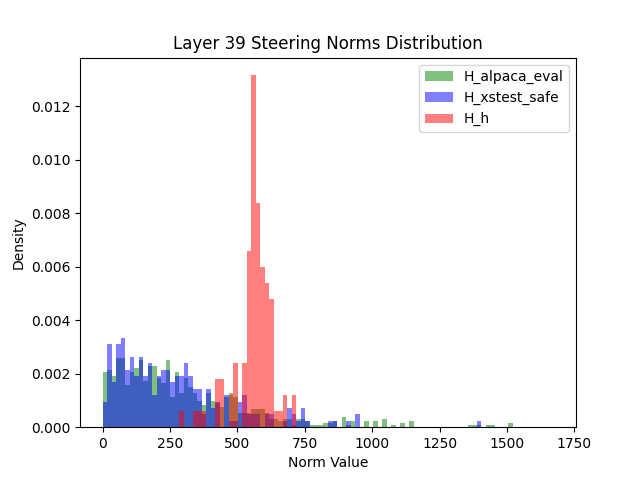 Layer 39 Steering Norms Distribution
H_alpaca_eval
H_xstest_safe
H_h
Density
0.012
0.010
0.008
0.006
0.004
0.002
0.000
0 250 500 750 1000 1250 1500 1750
Norm Value